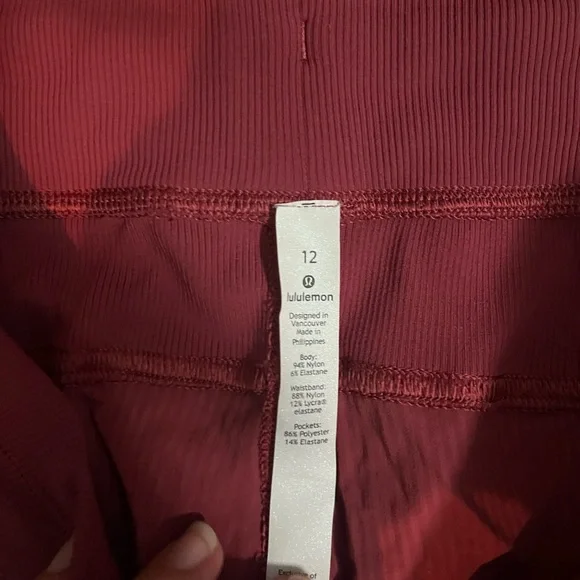 12
lululemon
Designed in
Vancouver
Made in
Philippines
Body:
94% Nylon
6% Elastane
Waistband:
88% Nylon
12% Lycra®
elastane
Pockets:
86% Polyester
14% Elastane
of